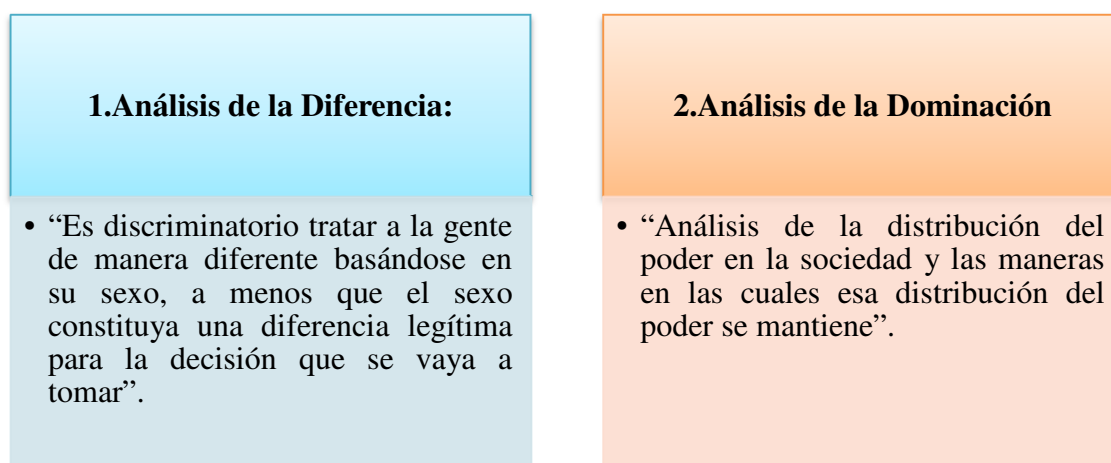 1.Análisis de la Diferencia:
• “Es discriminatorio tratar a la gente
de manera diferente basándose en
su sexo, a menos que el sexo
constituya una diferencia legítima
para la decisión que se vaya a
tomar”.
2.Análisis de la Dominación
• “Análisis de la distribución del
poder en la sociedad y las maneras
en las cuales esa distribución del
poder se mantiene”.